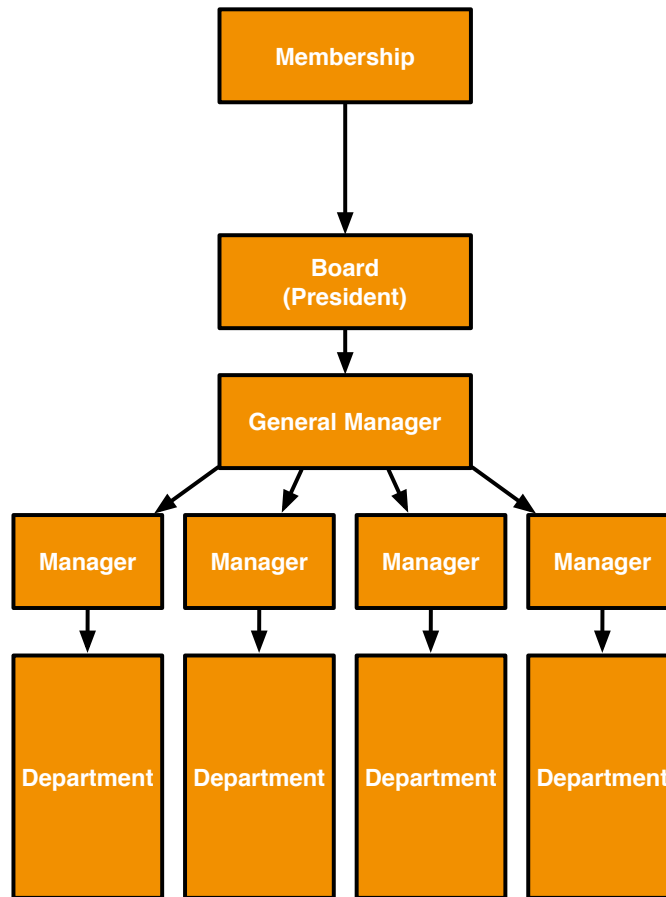 Membership
Board
(President)
General Manager
Manager
Manager
Manager
Manager
Department
Department
Department
Department